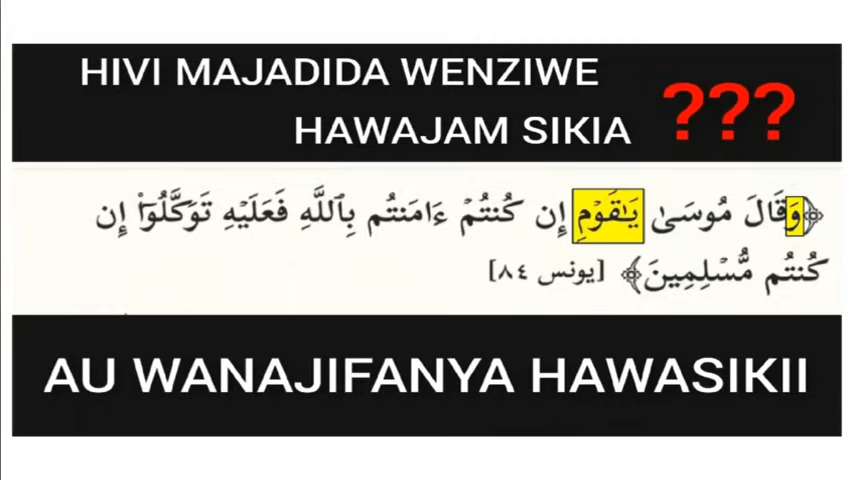 HIVI MAJADIDA WENZIWE
HAWAJAM SIKIA ???
﴿وَقَالَ مُوسَىٰ يَـٰقَوۡمِ إِن كُنتُمۡ ءَامَنتُم بِٱللَّهِ فَعَلَيۡهِ تَوَكَّلُوٓا۟ إِن
كُنتُم مُّسۡلِمِينَ﴾ [يونس ٨٤]
AU WANAJIFANYA HAWASIKII